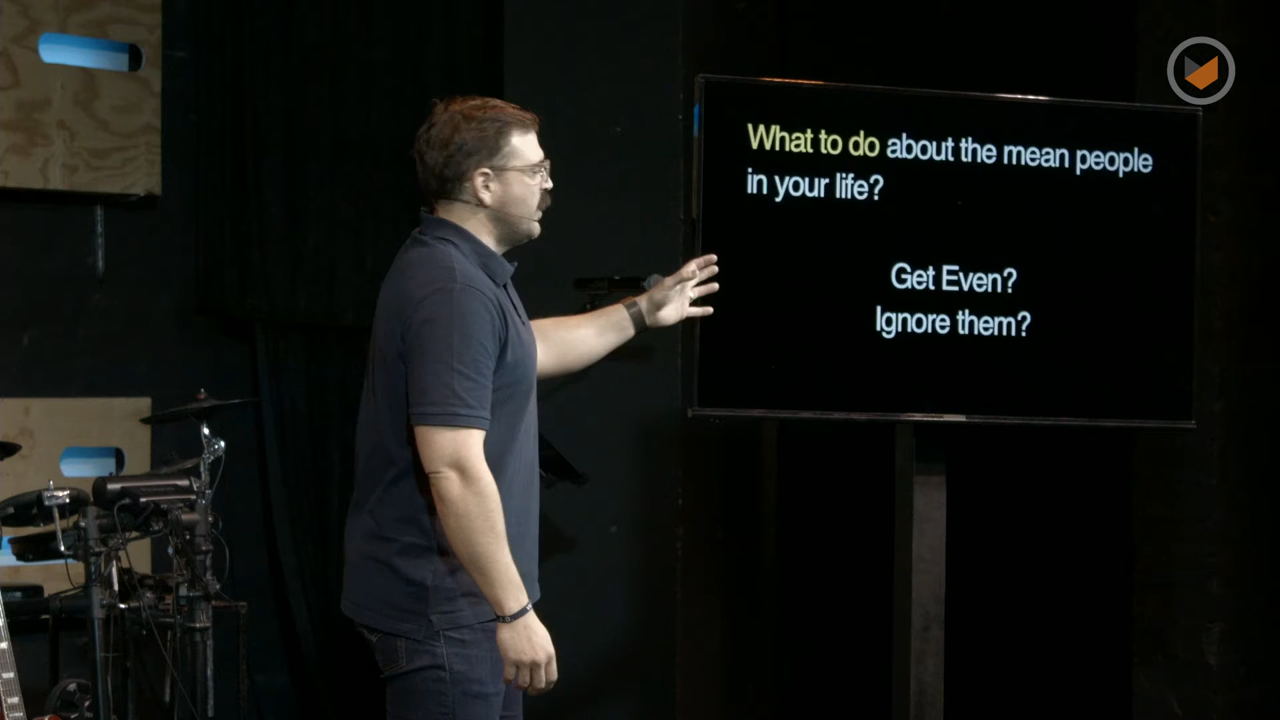 What to do about the mean people
in your life?
Get Even?
Ignore them?